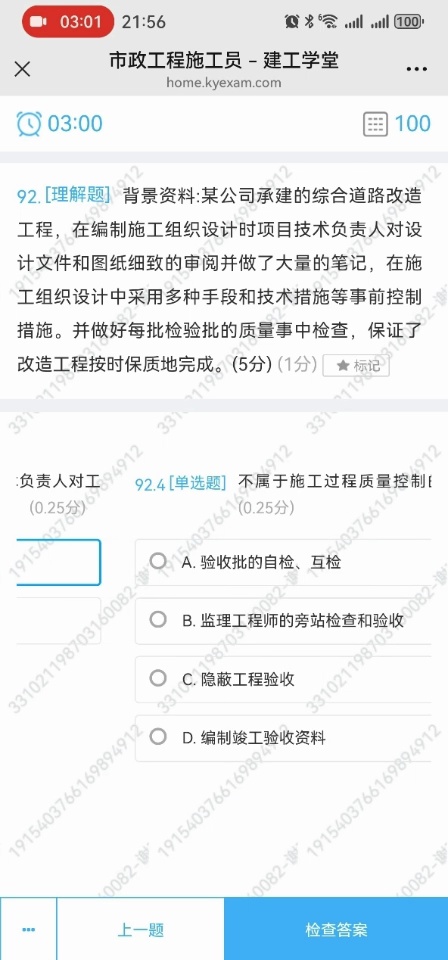 03:01 21:56 100
市政工程施工员 – 建工学堂
home.kyexam.com
03:00 100
92.[理解题] 背景资料:某公司承建的综合道路改造
工程，在编制施工组织设计时项目技术负责人对设
计文件和图纸细致的审阅并做了大量的笔记，在施
工组织设计中采用多种手段和技术措施等事前控制
措施。并做好每批检验批的质量事中检查，保证了
改造工程按时保质地完成。(5分) (1分) 标记
负责人对工
(0.25分)
92.4 [单选题] 不属于施工过程质量控制
(0.25分)
A. 验收批的自检、互检
B. 监理工程师的旁站检查和验收
C. 隐蔽工程验收
D. 编制竣工验收资料
上一题 检查答案